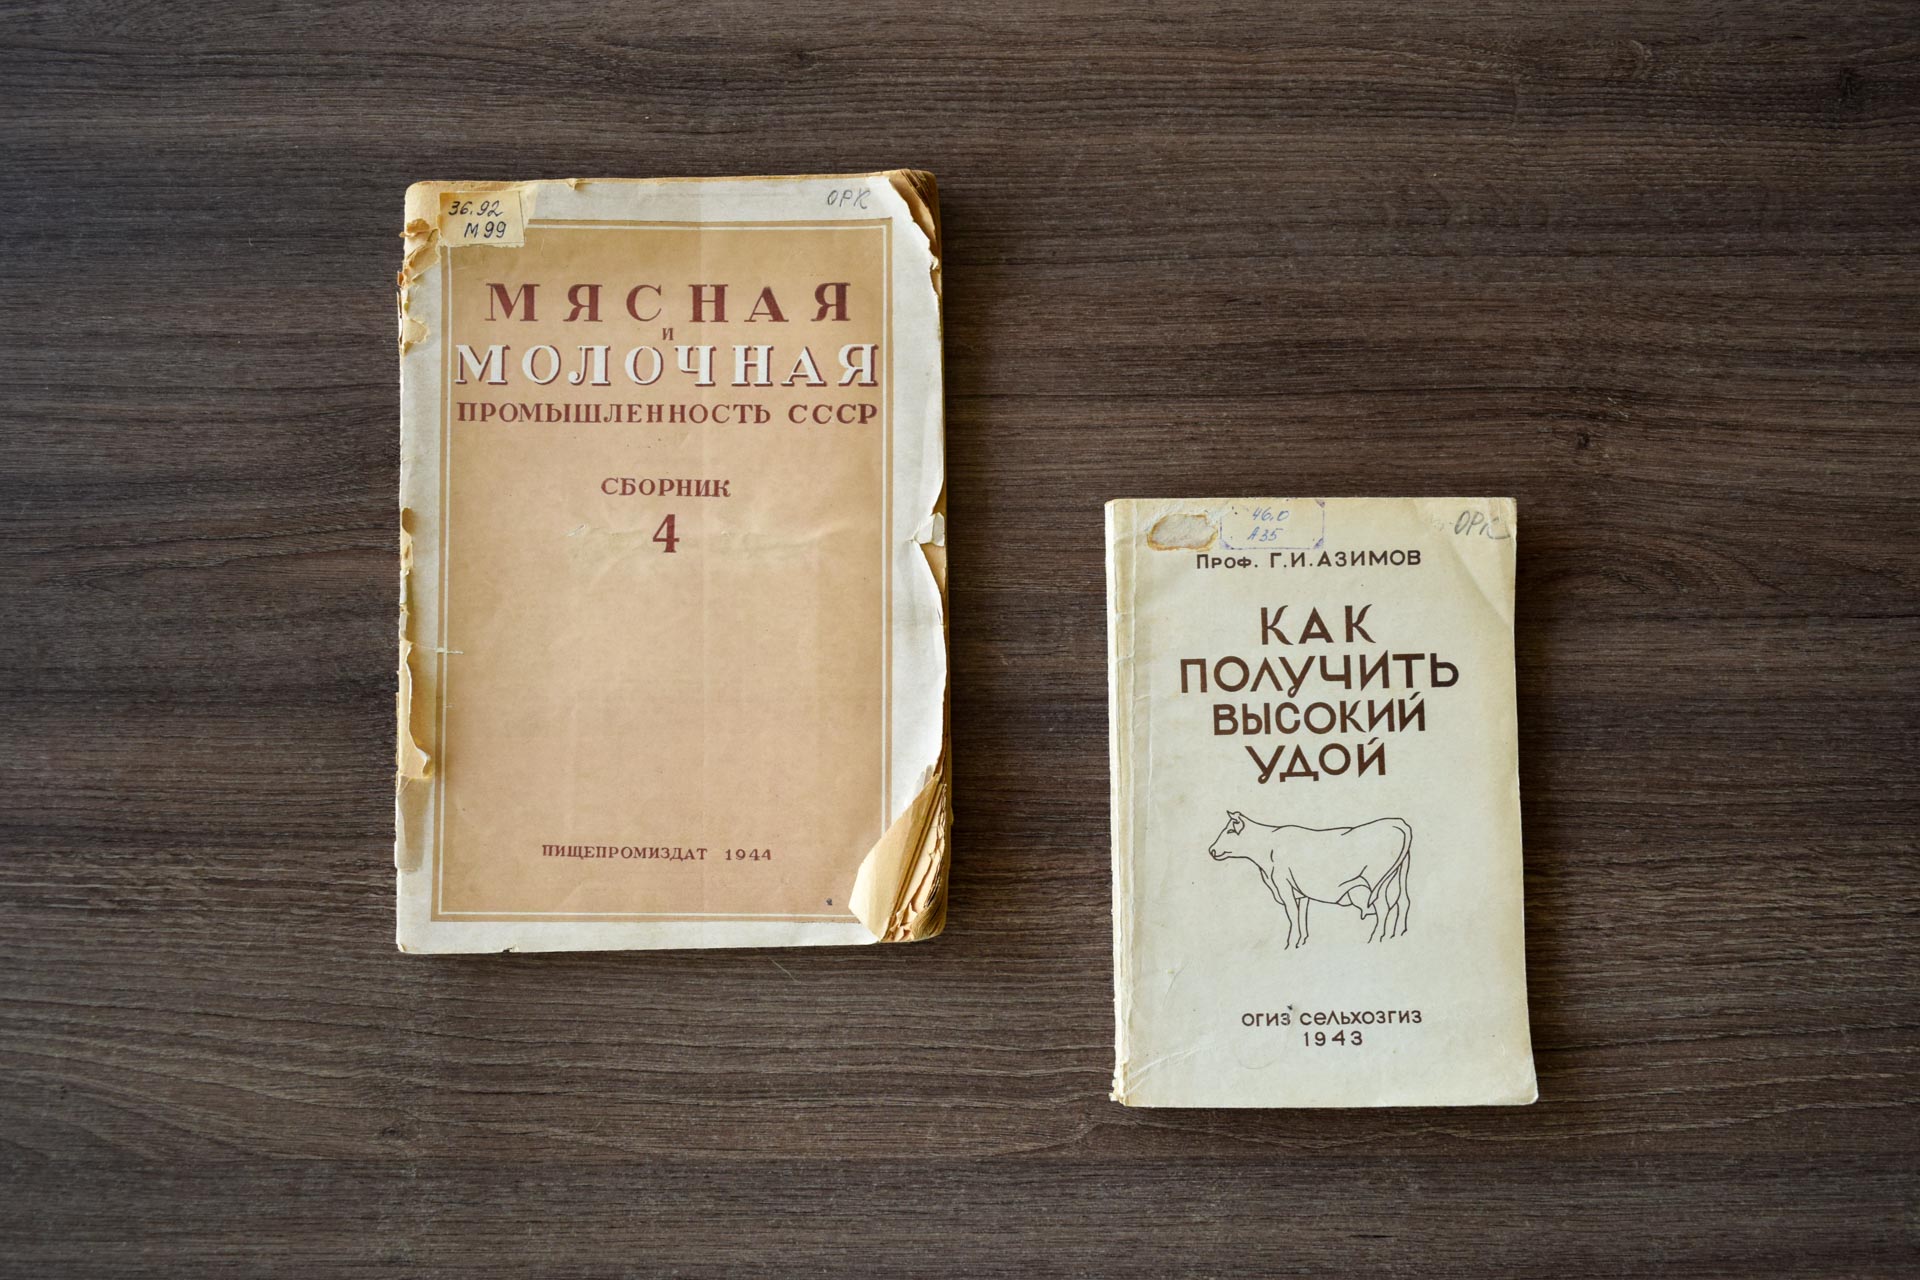 36.92
М 99
ОРК
МЯСНАЯ
И
МОЛОЧНАЯ
ПРОМЫШЛЕННОСТЬ СССР
СБОРНИК
4
ПИЩЕПРОМИЗДАТ 1944
46.0
А35
ОРК
Проф. Г. И. АЗИМОВ
КАК
ПОЛУЧИТЬ
ВЫСОКИЙ
УДОЙ
ОГИЗ СЕЛЬХОЗГИЗ
1943